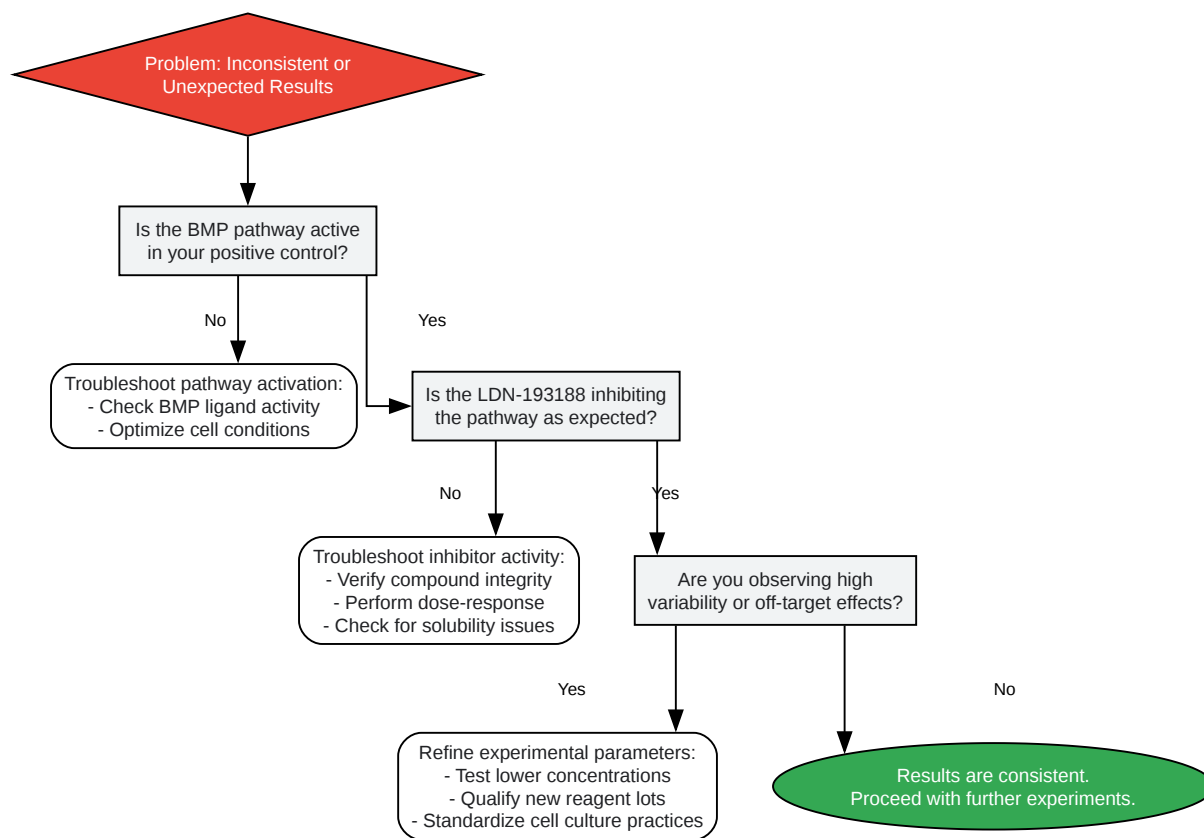 Problem: Inconsistent or
Unexpected Results
Is the BMP pathway active
in your positive control?
No
Yes
Troubleshoot pathway activation:
- Check BMP ligand activity
- Optimize cell conditions
Is the LDN-193188 inhibiting
the pathway as expected?
No
Yes
Troubleshoot inhibitor activity:
- Verify compound integrity
- Perform dose-response
- Check for solubility issues
Are you observing high
variability or off-target effects?
Yes
No
Refine experimental parameters:
- Test lower concentrations
- Qualify new reagent lots
- Standardize cell culture practices
Results are consistent.
Proceed with further experiments.